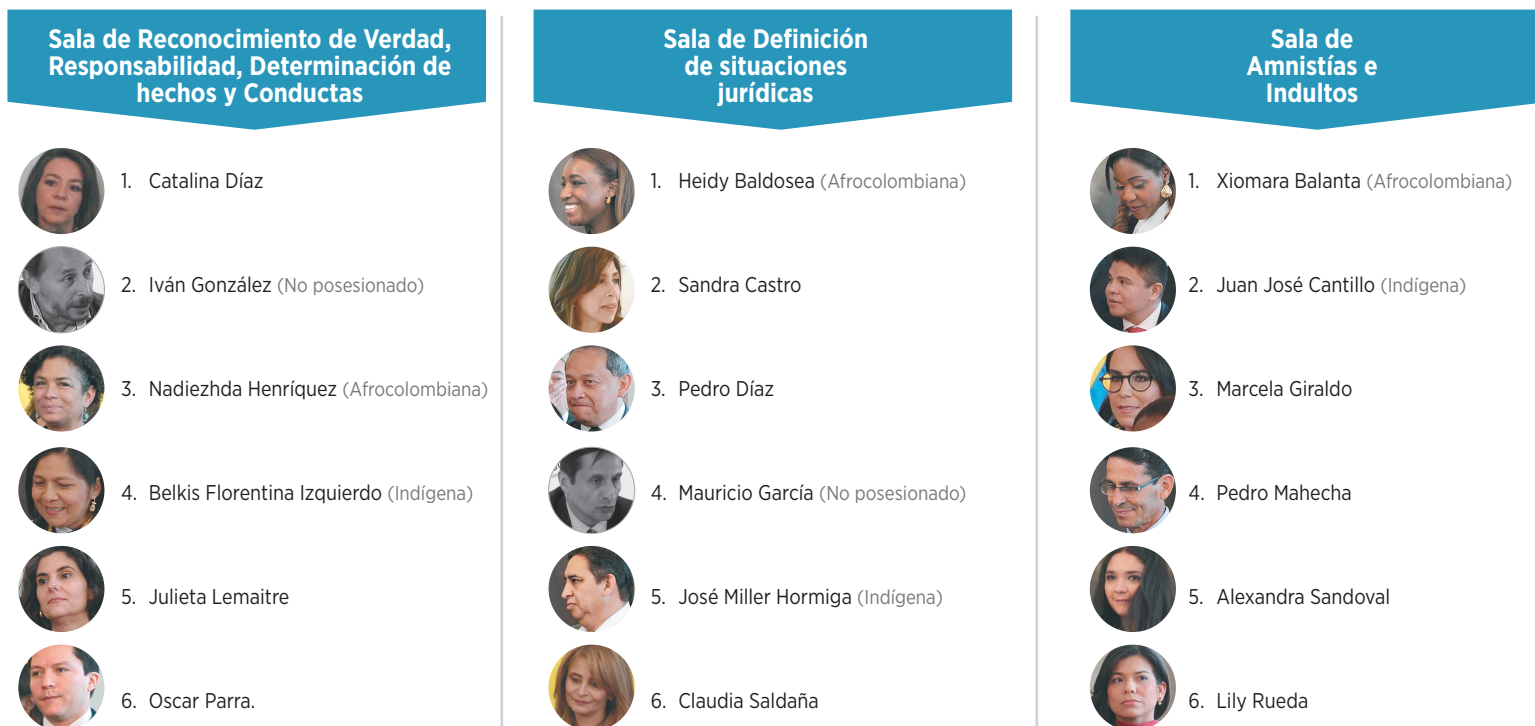 Sala de Reconocimiento de Verdad,
Responsabilidad, Determinación de
hechos y Conductas
1. Catalina Díaz
2. Iván González (No posesionado)
3. Nadiezhda Henríquez (Afrocolombiana)
4. Belkis Florentina Izquierdo (Indígena)
5. Julieta Lemaitre
6. Oscar Parra.
Sala de Definición
de situaciones
jurídicas
1. Heidy Baldosea (Afrocolombiana)
2. Sandra Castro
3. Pedro Díaz
4. Mauricio García (No posesionado)
5. José Miller Hormiga (Indígena)
6. Claudia Saldaña
Sala de
Amnistías e
Indultos
1. Xiomara Balanta (Afrocolombiana)
2. Juan José Cantillo (Indígena)
3. Marcela Giraldo
4. Pedro Mahecha
5. Alexandra Sandoval
6. Lily Rueda